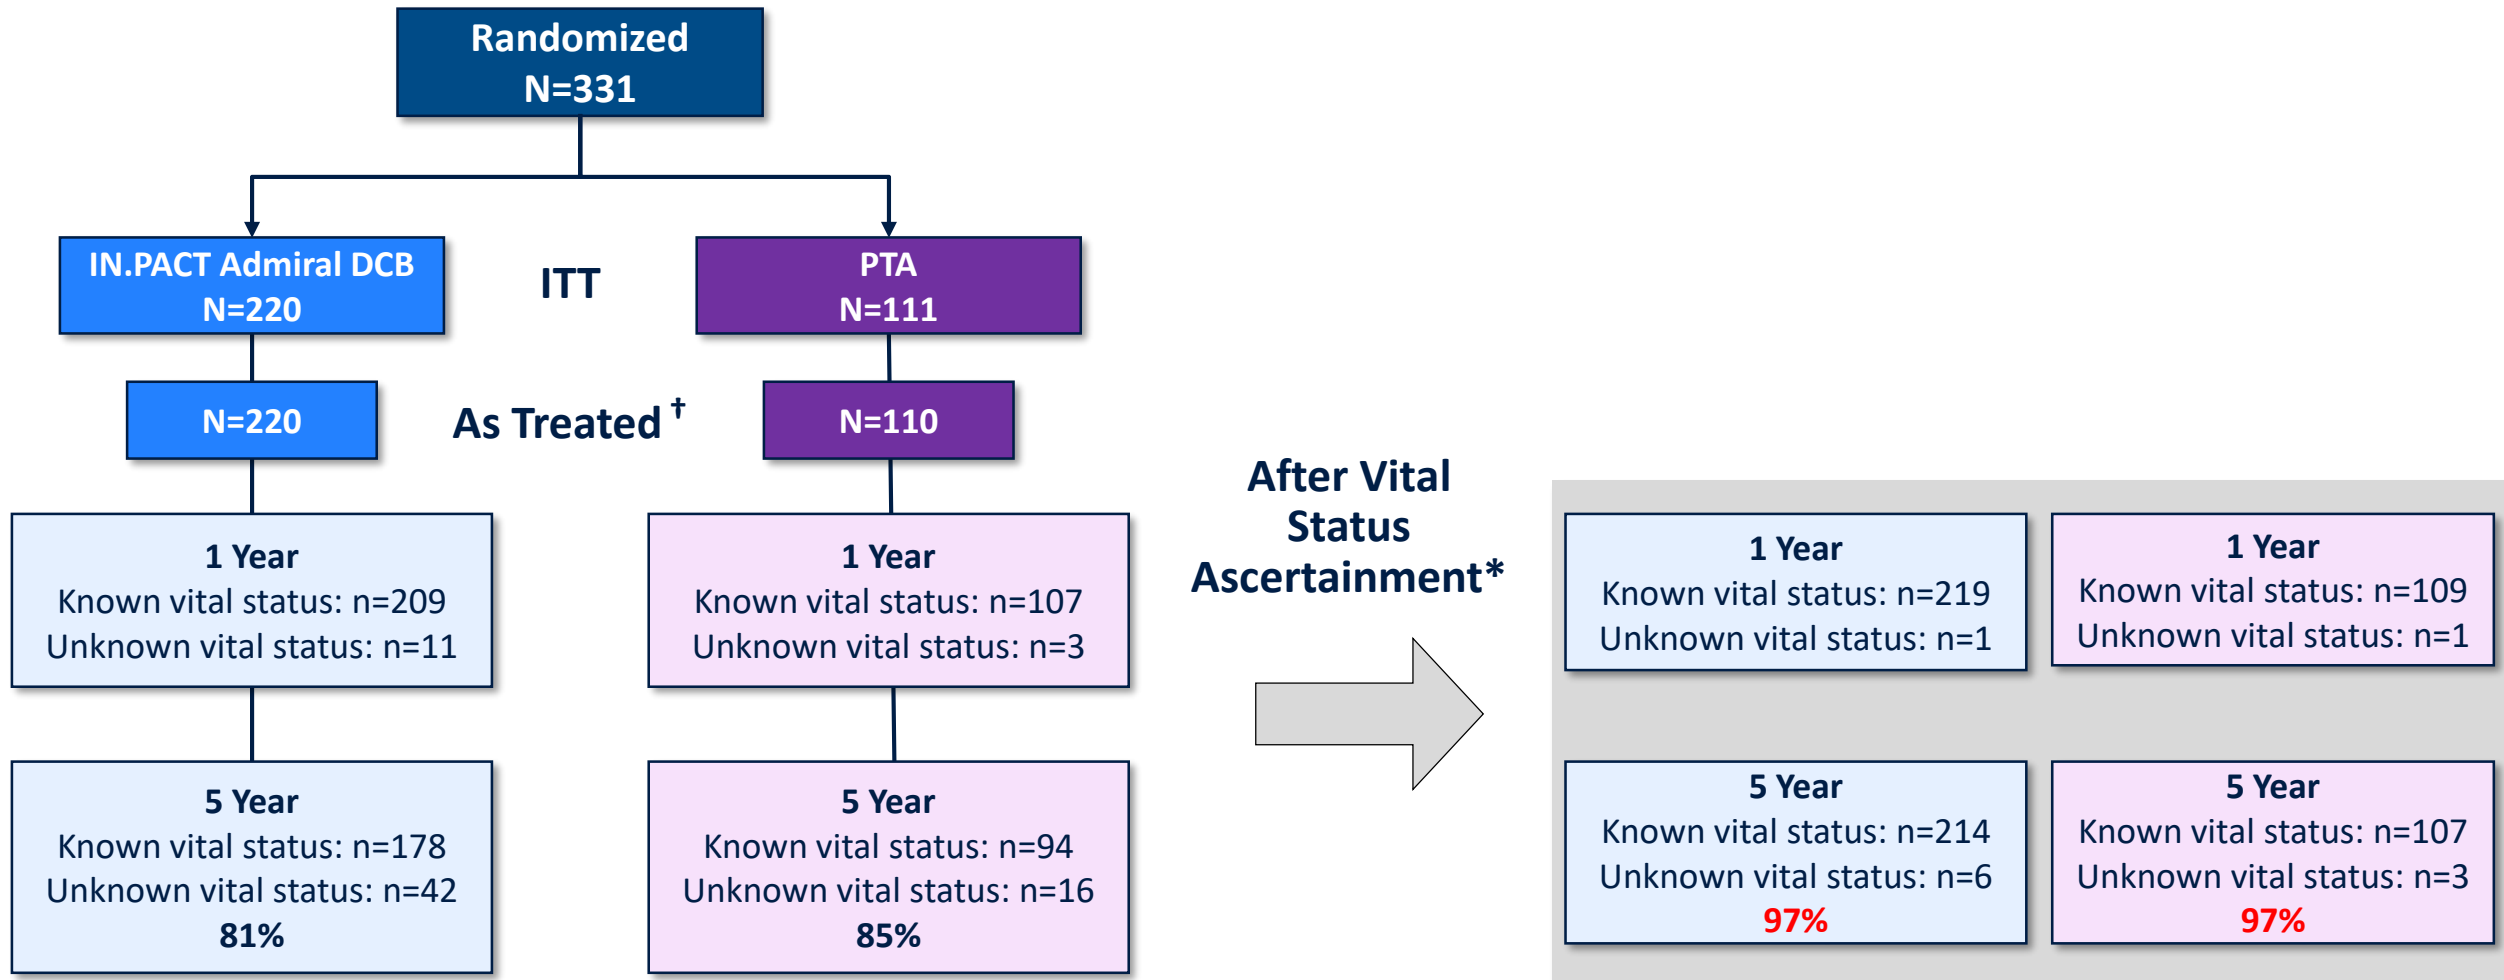 Randomized
N=331
IN.PACT Admiral DCB
N=220
ITT
PTA
N=111
N=220
As Treated †
N=110
1 Year
Known vital status: n=209
Unknown vital status: n=11
1 Year
Known vital status: n=107
Unknown vital status: n=3
5 Year
Known vital status: n=178
Unknown vital status: n=42
81%
5 Year
Known vital status: n=94
Unknown vital status: n=16
85%
After Vital
Status
Ascertainment*
1 Year
Known vital status: n=219
Unknown vital status: n=1
1 Year
Known vital status: n=109
Unknown vital status: n=1
5 Year
Known vital status: n=214
Unknown vital status: n=6
97%
5 Year
Known vital status: n=107
Unknown vital status: n=3
97%